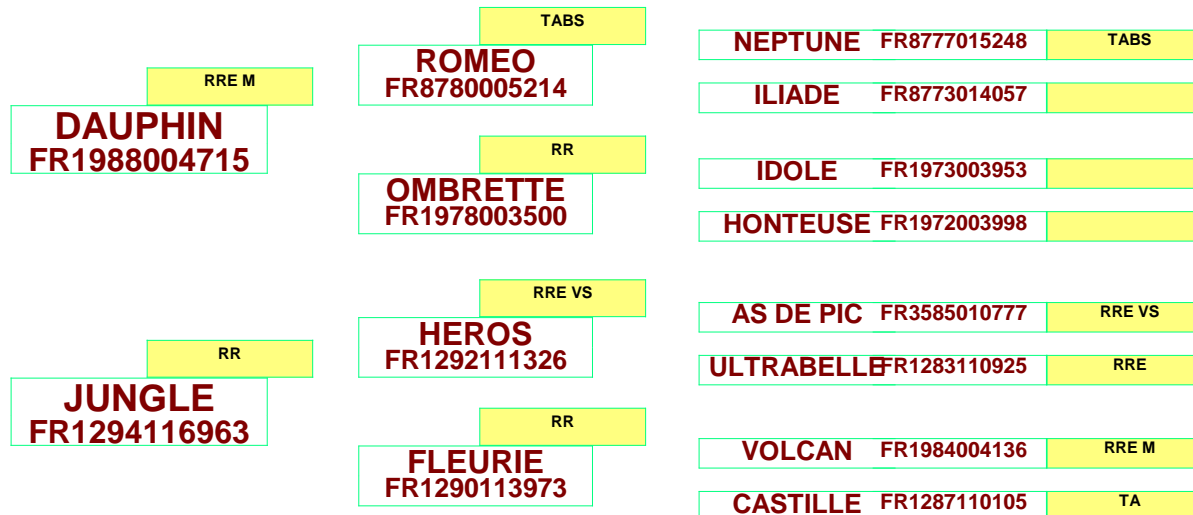 RRE M
DAUPHIN
FR1988004715
RR
JUNGLE
FR1294116963
TABS
ROMEO
FR8780005214
RR
OMBRETTE
FR1978003500
RRE VS
HEROS
FR1292111326
RR
FLEURIE
FR1290113973
NEPTUNE FR8777015248 TABS
ILIADE FR8773014057
IDOLE FR1973003953
HONTEUSE FR1972003998
AS DE PIC FR3585010777 RRE VS
ULTRABELLE FR1283110925 RRE
VOLCAN FR1984004136 RRE M
CASTILLE FR1287110105 TA